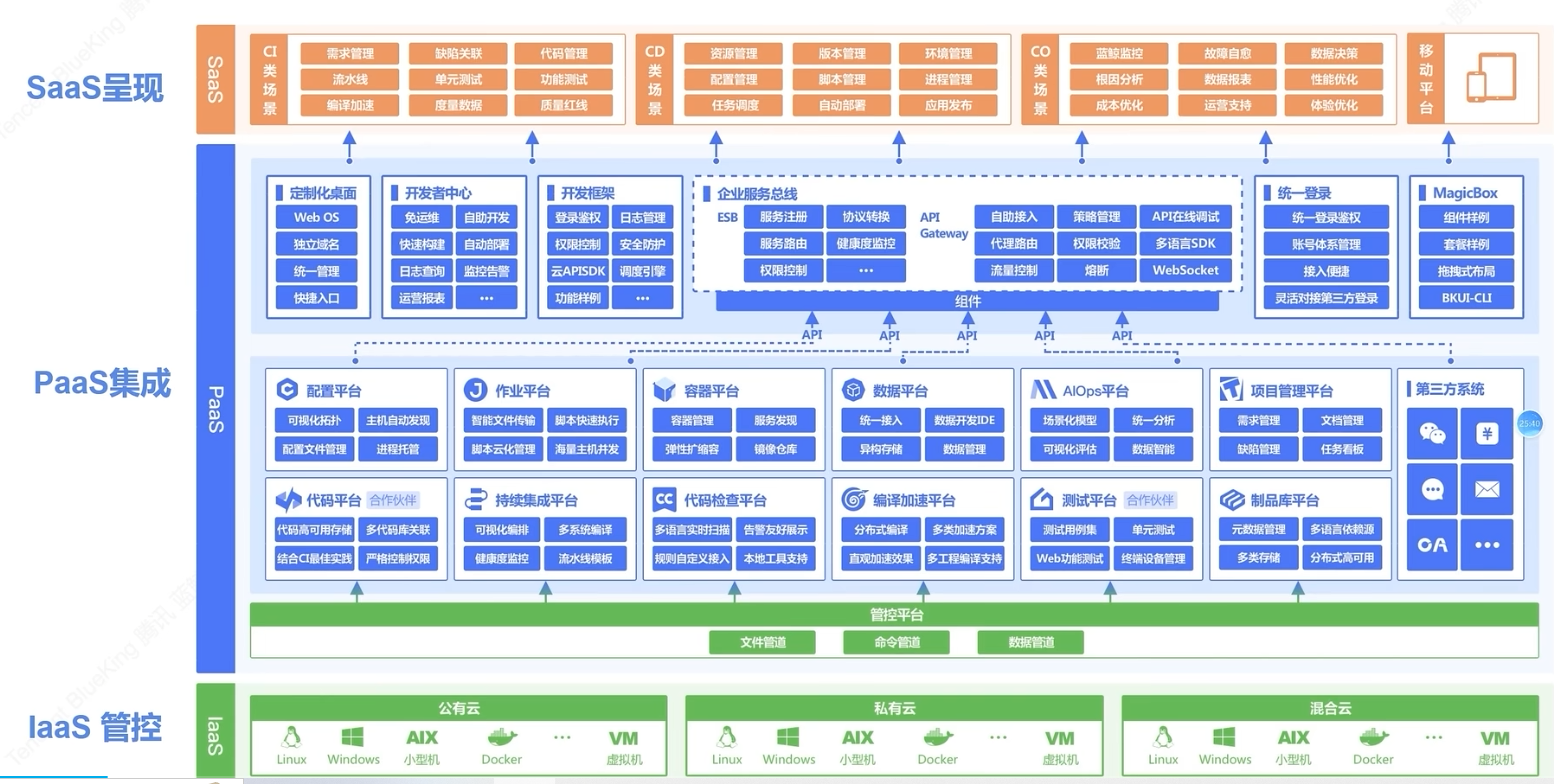 SaaS呈现
SaaS
CI类场景
需求管理 缺陷关联 代码管理
流水线 单元测试 功能测试
编译加速 度量数据 质量红线
CD类场景
资源管理 版本管理 环境管理
配置管理 脚本管理 进程管理
任务调度 自动部署 应用发布
CO类场景
蓝鲸监控 故障自愈 数据决策
根因分析 数据报表 性能优化
成本优化 运营支持 体验优化
移动平台
PaaS集成
PaaS
定制化桌面
Web OS
独立域名
统一管理
快捷入口
开发者中心
免运维 自助开发
快速构建 自动部署
日志查询 监控告警
运营报表 ···
开发框架
登录鉴权 日志管理
权限控制 安全防护
云APISDK 调度引擎
功能样例 ···
企业服务总线
ESB
服务注册 协议转换
服务路由 健康度监控
权限控制 ···
API
Gateway
自助接入 策略管理 API在线调试
代理路由 权限校验 多语言SDK
流量控制 熔断 WebSocket
组件
统一登录
统一登录鉴权
账号体系管理
接入便捷
灵活对接第三方登录
MagicBox
组件样例
套餐样例
拖拽式布局
BKUI-CLI
API API API API API
配置平台
可视化拓扑 主机自动发现
配置文件管理 进程托管
作业平台
智能文件传输 脚本快速执行
脚本云化管理 海量主机并发
容器平台
容器管理 服务发现
弹性扩缩容 镜像仓库
数据平台
统一接入 数据开发IDE
异构存储 数据管理
AIOps平台
场景化模型 统一分析
可视化评估 数据智能
项目管理平台
需求管理 文档管理
缺陷管理 任务看板
第三方系统
OA ···
25:40
代码平台 合作伙伴
代码高可用存储 多代码库关联
结合CI最佳实践 严格控制权限
持续集成平台
可视化编排 多系统编译
健康度监控 流水线模板
代码检查平台
多语言实时扫描 告警友好展示
规则自定义接入 本地工具支持
编译加速平台
分布式编译 多类加速方案
直观加速效果 多工程编译支持
测试平台 合作伙伴
测试用例集 单元测试
Web功能测试 终端设备管理
制品库平台
元数据管理 多语言依赖源
多类存储 分布式高可用
管控平台
文件管道 命令管道 数据管道
IaaS 管控
IaaS
公有云
AIX ··· VM
Linux Windows 小型机 Docker 虚拟机
私有云
AIX ··· VM
Linux Windows 小型机 Docker 虚拟机
混合云
AIX ··· VM
Linux Windows 小型机 Docker 虚拟机